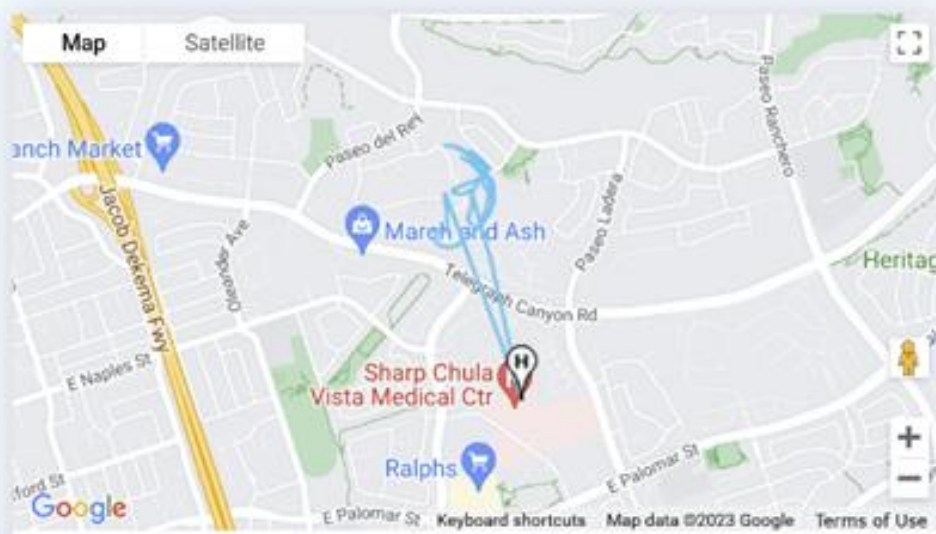 Map
Satellite
Paseo del Rey
Paseo Ranchero
anch Market
Jacob Dekema Fwy
Oleander Ave
March and Ash
Paseo Ladera
Heritag
Telegraph Canyon Rd
E Naples St
H
Sharp Chula
Vista Medical Ctr
Ralphs
E Palomar St
xford St
Google
E Palomar St
Keyboard shortcuts
Map data ©2023 Google
Terms of Use